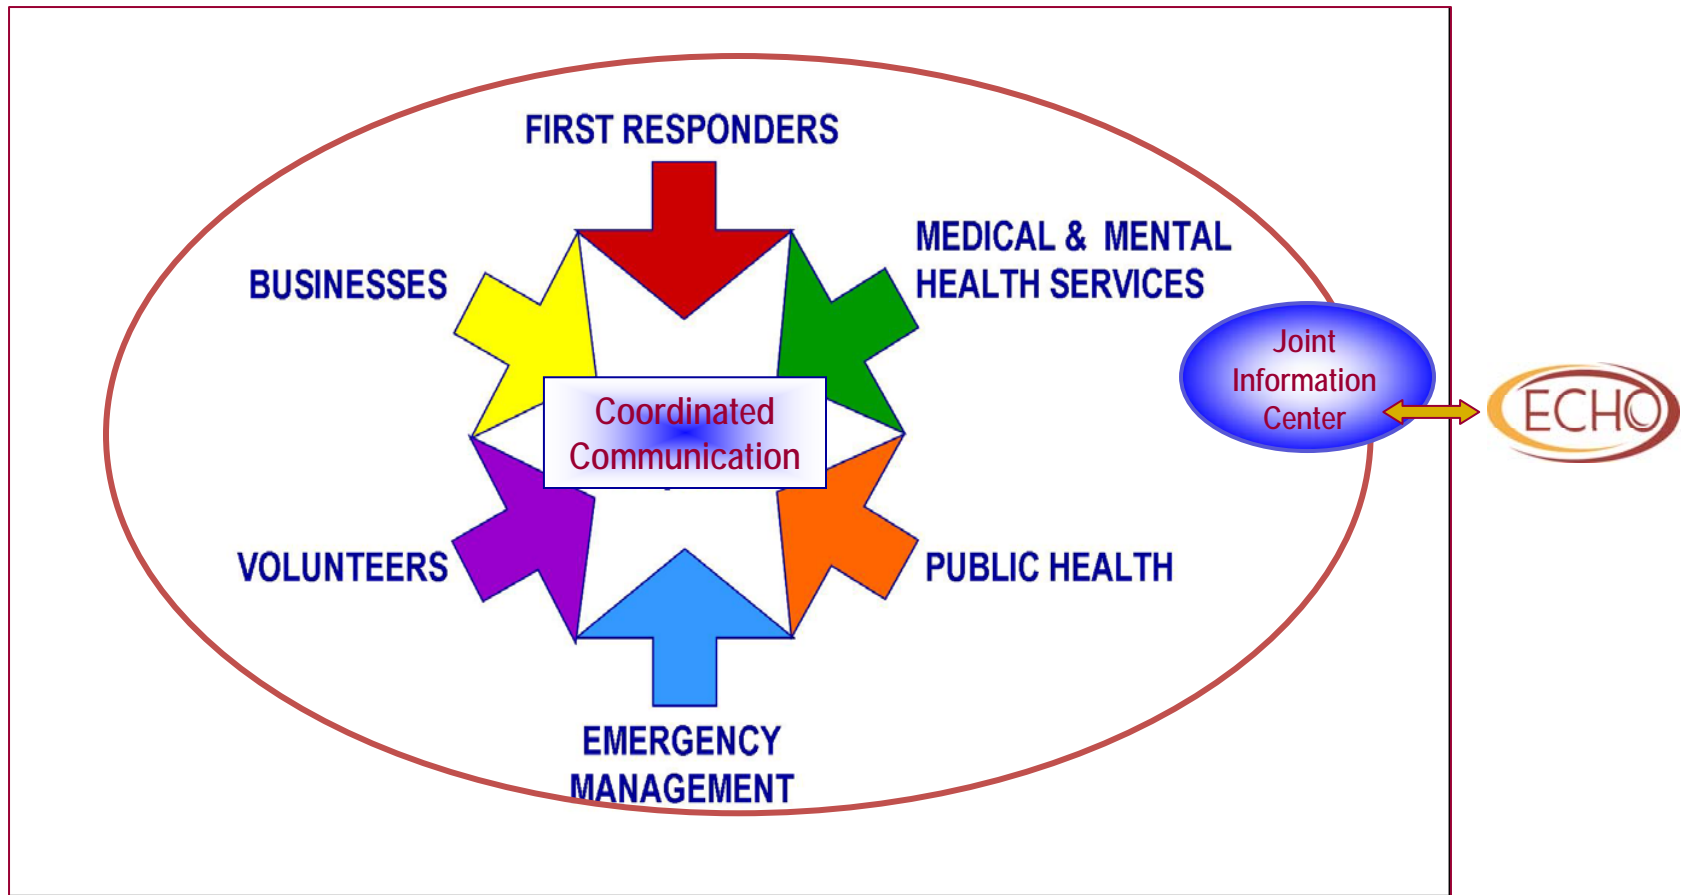 FIRST RESPONDERS
MEDICAL & MENTAL
HEALTH SERVICES
BUSINESSES
Joint
Information
Center
ECHO
Coordinated
Communication
VOLUNTEERS
PUBLIC HEALTH
EMERGENCY
MANAGEMENT